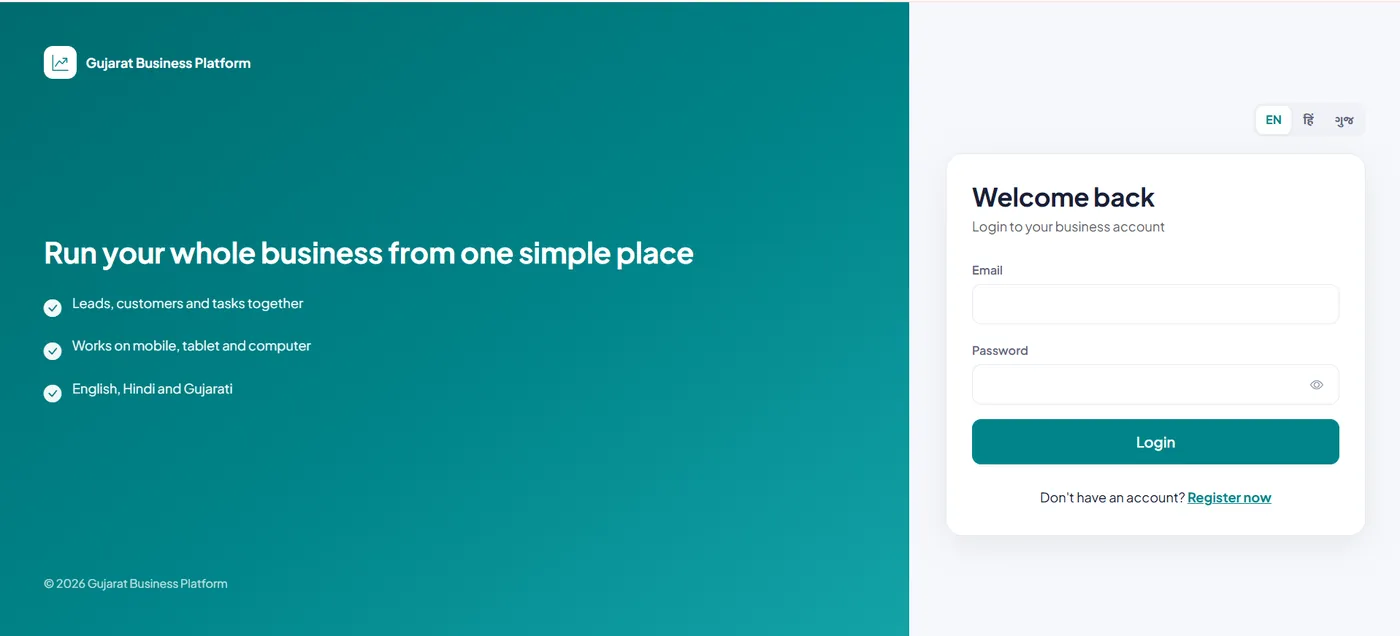 Gujarat Business Platform
Run your whole business from one simple place
Leads, customers and tasks together
Works on mobile, tablet and computer
English, Hindi and Gujarati
© 2026 Gujarat Business Platform
EN हिं ગુજ
Welcome back
Login to your business account
Email
Password
Login
Don't have an account? Register now